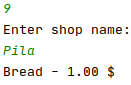 9
Enter shop name:
Pila
Bread - 1.00 $